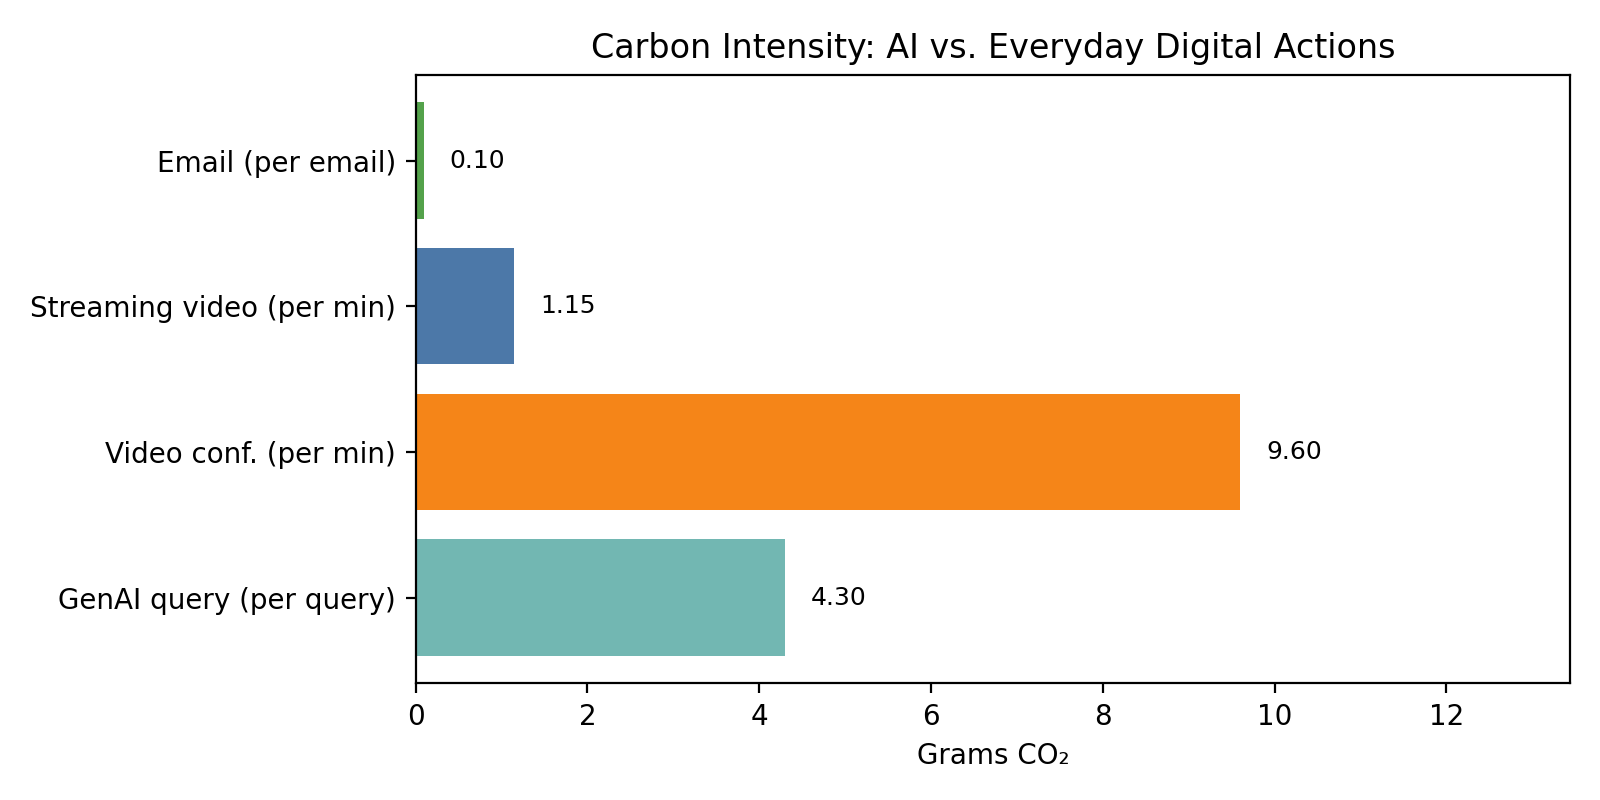 Carbon Intensity: AI vs. Everyday Digital Actions
Email (per email)
0.10
Streaming video (per min)
1.15
Video conf. (per min)
9.60
GenAI query (per query)
4.30
0 2 4 6 8 10 12
Grams CO₂